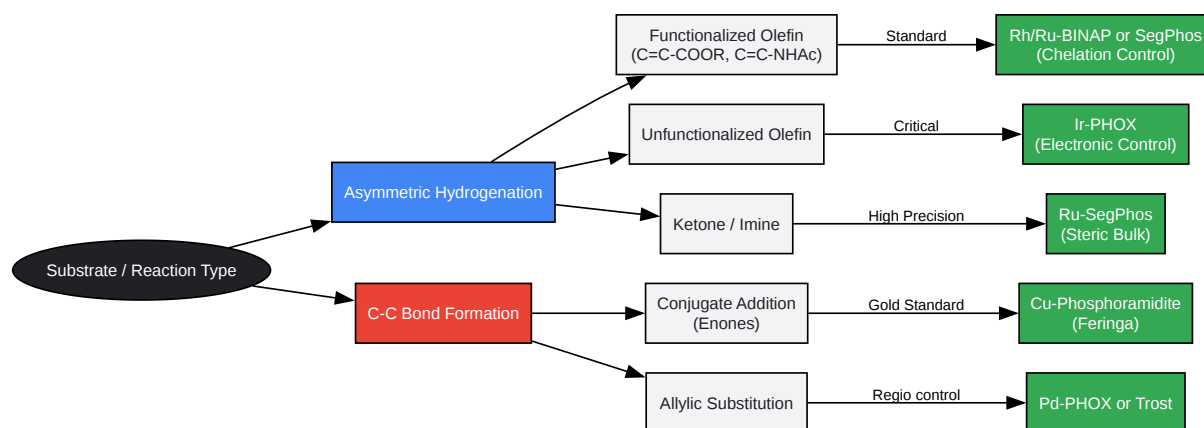 Functionalized Olefin
(C=C-COOR, C=C-NHAc)
Standard
Rh/Ru-BINAP or SegPhos
(Chelation Control)
Unfunctionalized Olefin
Critical
Ir-PHOX
(Electronic Control)
Asymmetric Hydrogenation
Ketone / Imine
High Precision
Ru-SegPhos
(Steric Bulk)
Substrate / Reaction Type
C-C Bond Formation
Conjugate Addition
(Enones)
Gold Standard
Cu-Phosphoramidite
(Feringa)
Allylic Substitution
Regio control
Pd-PHOX or Trost